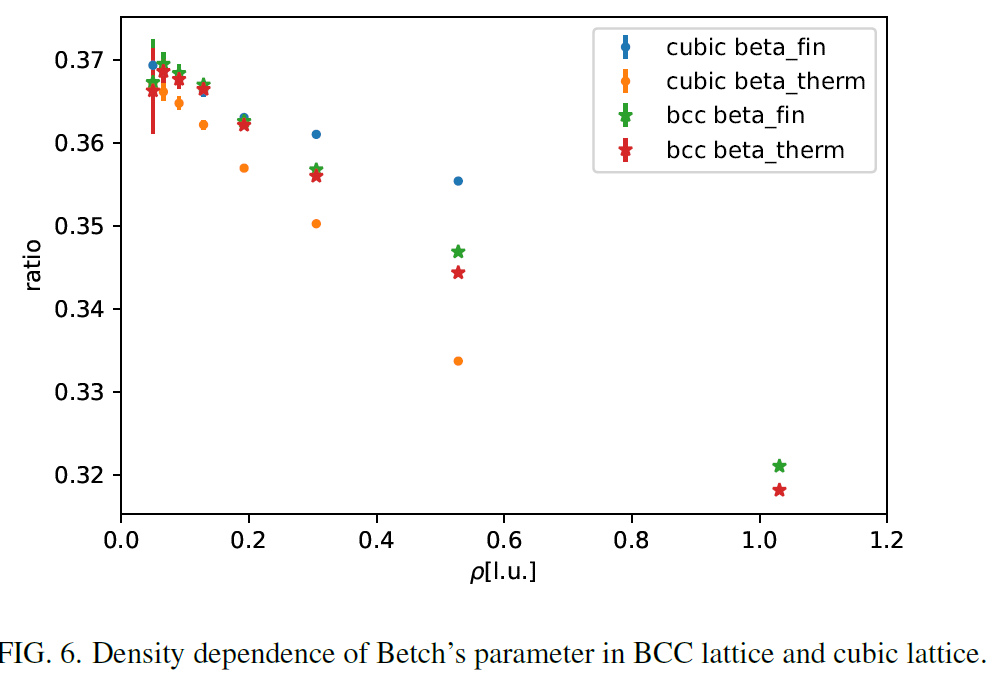 0.37
0.36
0.35
0.34
0.33
0.32
ratio
0.0 0.2 0.4 0.6 0.8 1.0 1.2
ρ[l.u.]
cubic beta_fin
cubic beta_therm
bcc beta_fin
bcc beta_therm
FIG. 6. Density dependence of Betch's parameter in BCC lattice and cubic lattice.